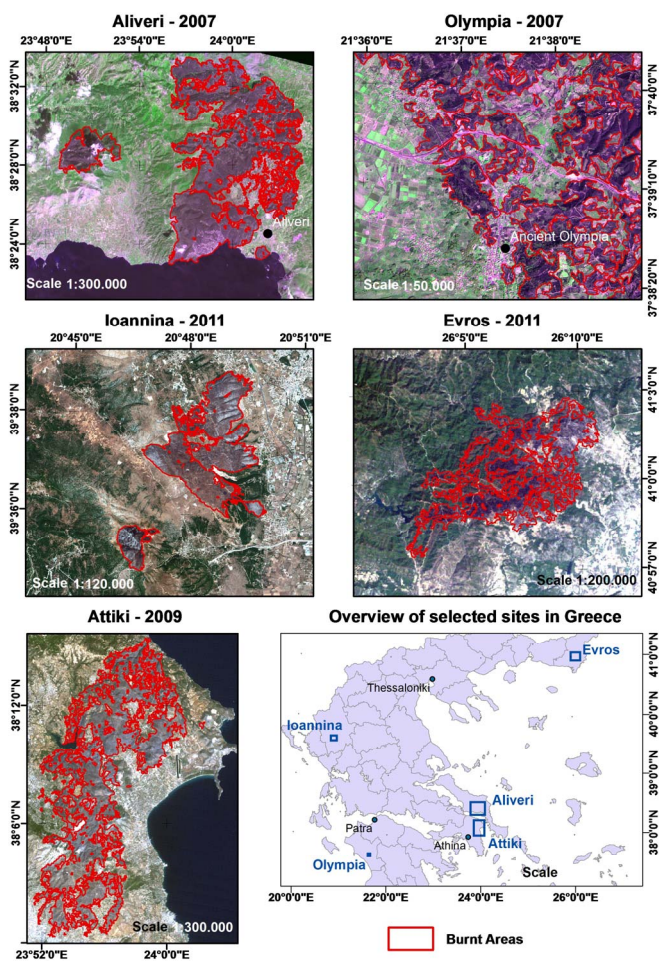 Aliveri - 2007
23°48'0"E 23°54'0"E 24°0'0"E
38°32'0"N
38°28'0"N
38°24'0"N
Aliveri
Scale 1:300.000
Olympia - 2007
21°36'0"E 21°37'0"E 21°38'0"E
37°40'0"N
37°39'10"N
37°38'20"N
Ancient Olympia
Scale 1:50.000
Ioannina - 2011
20°45'0"E 20°48'0"E 20°51'0"E
39°38'0"N
39°36'0"N
Scale 1:120.000
Evros - 2011
26°5'0"E 26°10'0"E
41°3'0"N
41°0'0"N
40°57'0"N
Scale 1:200.000
Attiki - 2009
38°12'0"N
38°6'0"N
Scale 1:300.000
23°52'0"E 24°0'0"E
Overview of selected sites in Greece
Evros
Thessaloniki
Ioannina
Aliveri
Patra
Athina
Attiki
Olympia
Scale
41°0'0"N
40°0'0"N
39°0'0"N
38°0'0"N
20°0'0"E 22°0'0"E 24°0'0"E 26°0'0"E
Burnt Areas